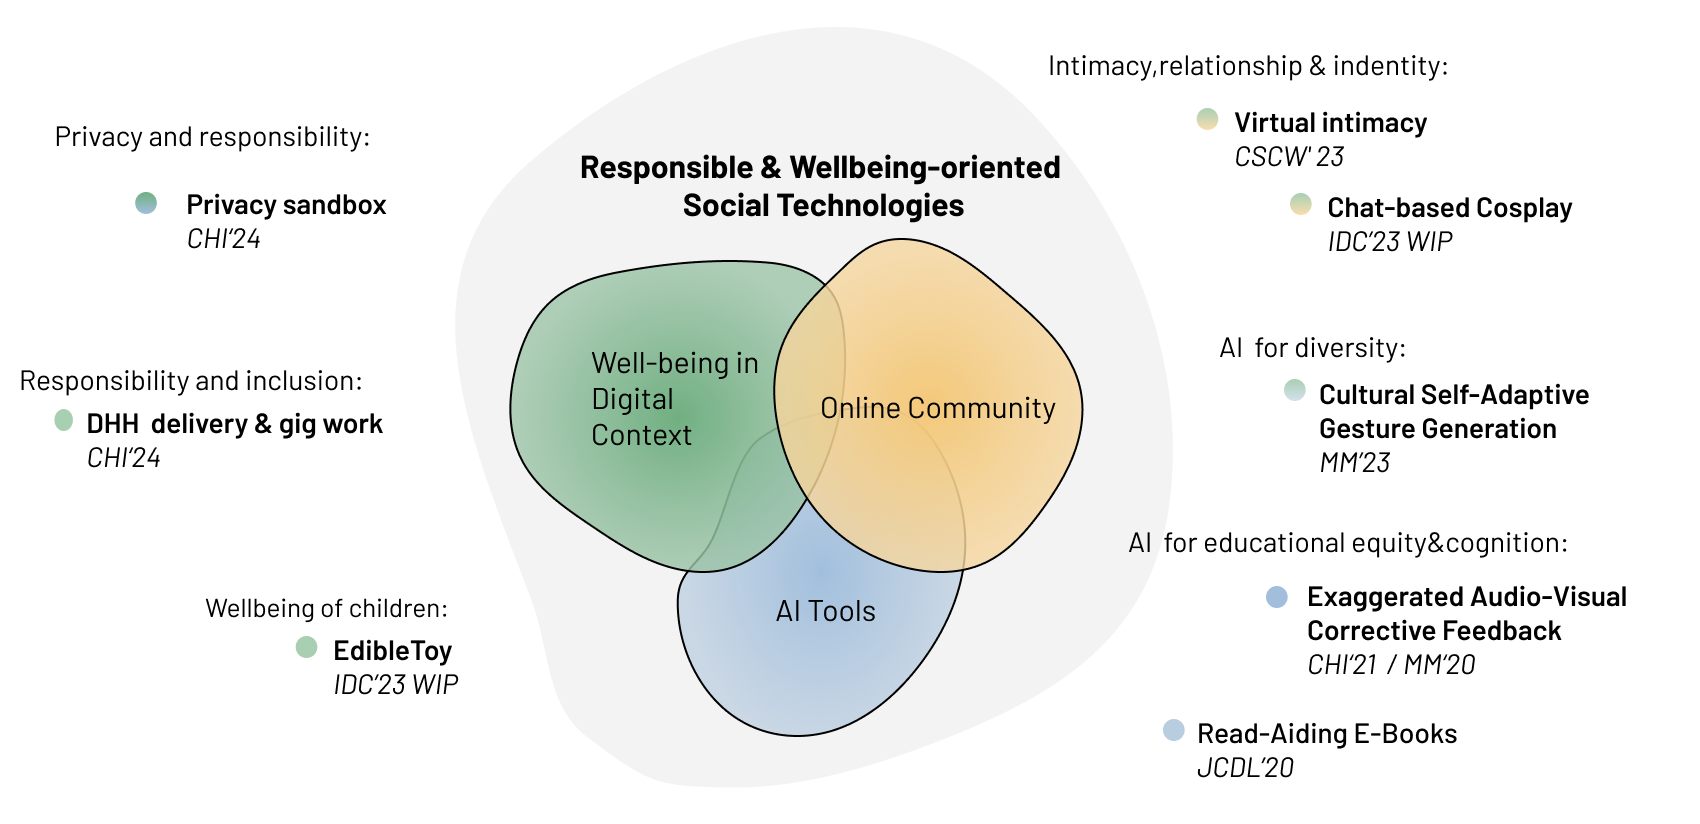 Responsible & Wellbeing-oriented
Social Technologies
Well-being in
Digital
Context
Online Community
AI Tools
Privacy and responsibility:
Privacy sandbox
CHI'24
Responsibility and inclusion:
DHH  delivery & gig work
CHI'24
Wellbeing of children:
EdibleToy
IDC'23 WIP
Intimacy,relationship & indentity:
Virtual intimacy
CSCW' 23
Chat-based Cosplay
IDC'23 WIP
AI  for diversity:
Cultural Self-Adaptive
Gesture Generation
MM'23
AI  for educational equity&cognition:
Exaggerated Audio-Visual
Corrective Feedback
CHI'21  / MM'20
Read-Aiding E-Books
JCDL'20